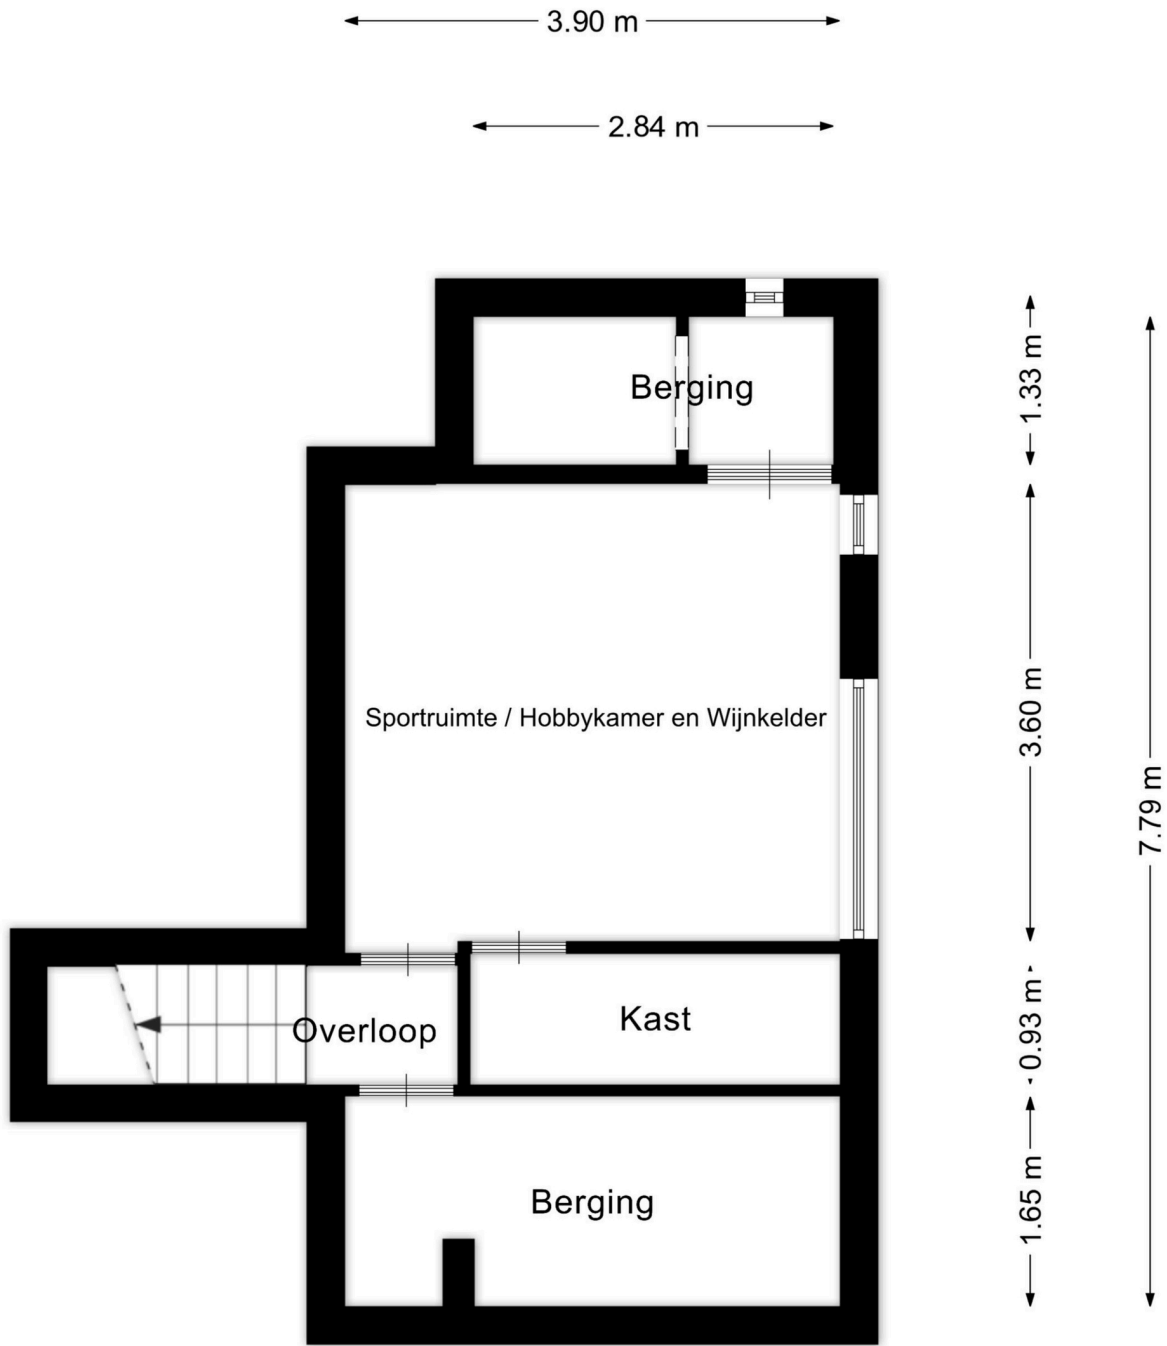 3.90 m
2.84 m
Berging
1.33 m
Sportruimte / Hobbykamer en Wijnkelder
3.60 m
7.79 m
Overloop
Kast
0.93 m
Berging
1.65 m